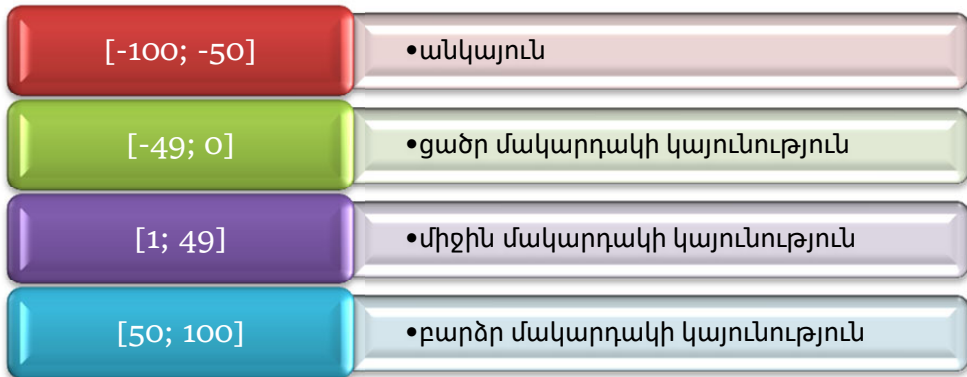 [-100; -50]
•անկայուն
[-49; 0]
•ցածր մակարդակի կայունություն
[1; 49]
•միջին մակարդակի կայունություն
[50; 100]
•բարձր մակարդակի կայունություն